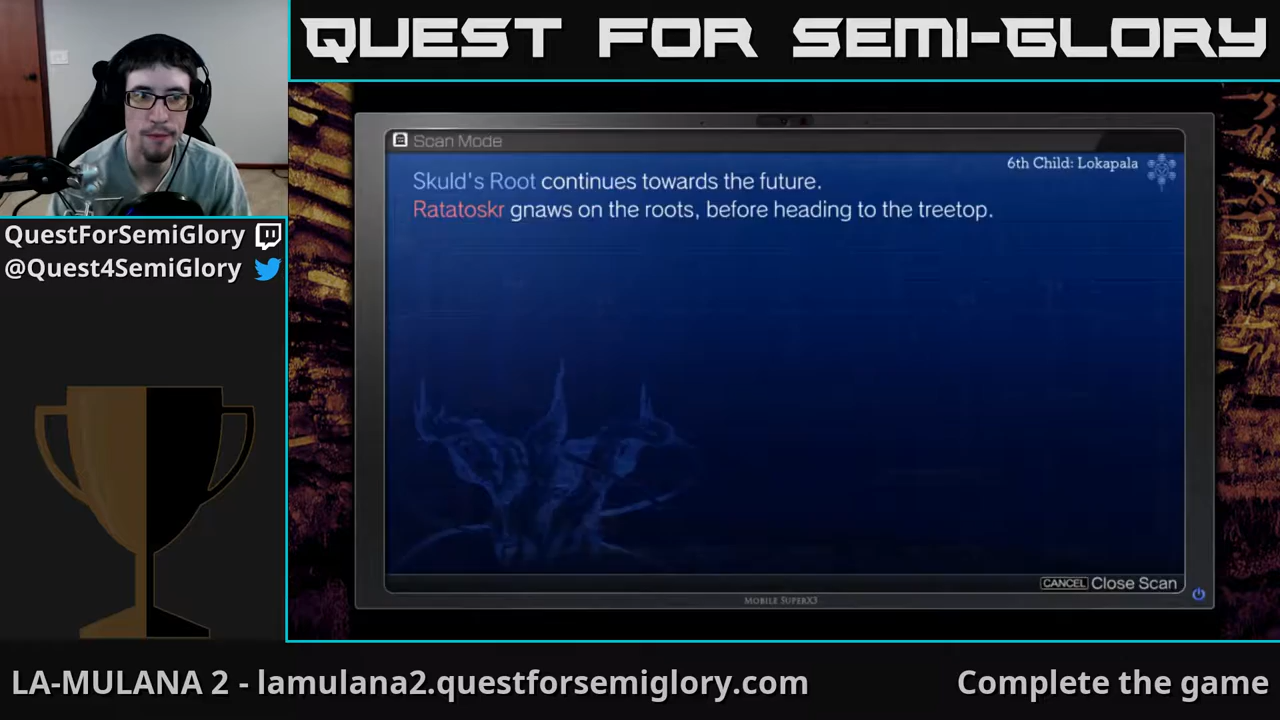 QUEST FOR SEMI-GLORY
QuestForSemiGlory
@Quest4SemiGlory
Scan Mode
6th Child: Lokapala
Skuld's Root continues towards the future.
Ratatoskr gnaws on the roots, before heading to the treetop.
CANCEL Close Scan
MOBILE SUPERX3
LA-MULANA 2 - lamulana2.questforsemiglory.com
Complete the game